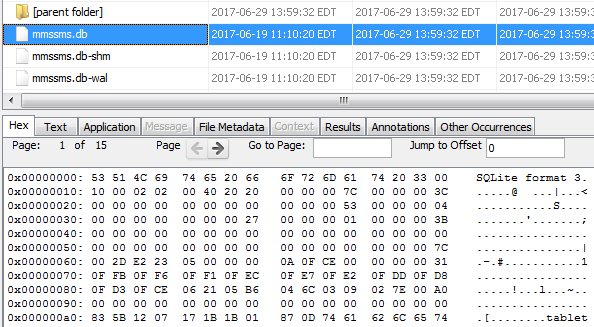 [parent folder] 2017-06-29 13:59:32 EDT 2017-06-29 13:59:32 EDT 2017-06-29 13:59:32 EDT
mmssms.db 2017-06-19 11:10:20 EDT 2017-06-19 11:10:20 EDT 2017-06-29 13:59:32 EDT
mmssms.db-shm 2017-06-19 11:10:20 EDT 2017-06-29 13:59:32 EDT 2017-06-29 13:59:32 EDT
mmssms.db-wal 2017-06-19 11:10:20 EDT 2017-06-29 13:59:32 EDT 2017-06-29 13:59:32 EDT
Hex Text Application Message File Metadata Context Results Annotations Other Occurrences
Page: 1 of 15 Page Go to Page: Jump to Offset 0
0x00000000: 53 51 4C 69 74 65 20 66 6F 72 6D 61 74 20 33 00 SQLite format 3.
0x00000010: 10 00 02 02 00 40 20 20 00 00 00 7C 00 00 00 3C .....@ ...|...<
0x00000020: 00 00 00 00 00 00 00 00 00 00 00 53 00 00 00 04 ...........S....
0x00000030: 00 00 00 00 00 00 00 27 00 00 00 01 00 00 00 3B .......'.......;
0x00000040: 00 00 00 00 00 00 00 00 00 00 00 00 00 00 00 00 ................
0x00000050: 00 00 00 00 00 00 00 00 00 00 00 00 00 00 00 7C ...............|
0x00000060: 00 2D E2 23 05 00 00 00 0A 0F CE 00 00 00 00 31 .-.#...........1
0x00000070: 0F FB 0F F6 0F F1 0F EC 0F E7 0F E2 0F DD 0F D8 ................
0x00000080: 0F D3 0F CE 06 21 05 B6 04 6C 03 09 02 7E 00 A0 .....!...l...~..
0x00000090: 00 00 00 00 00 00 00 00 00 00 00 00 00 00 00 00 ................
0x000000a0: 83 5B 12 07 17 1B 1B 01 87 0D 74 61 62 6C 65 74 .[........tablet